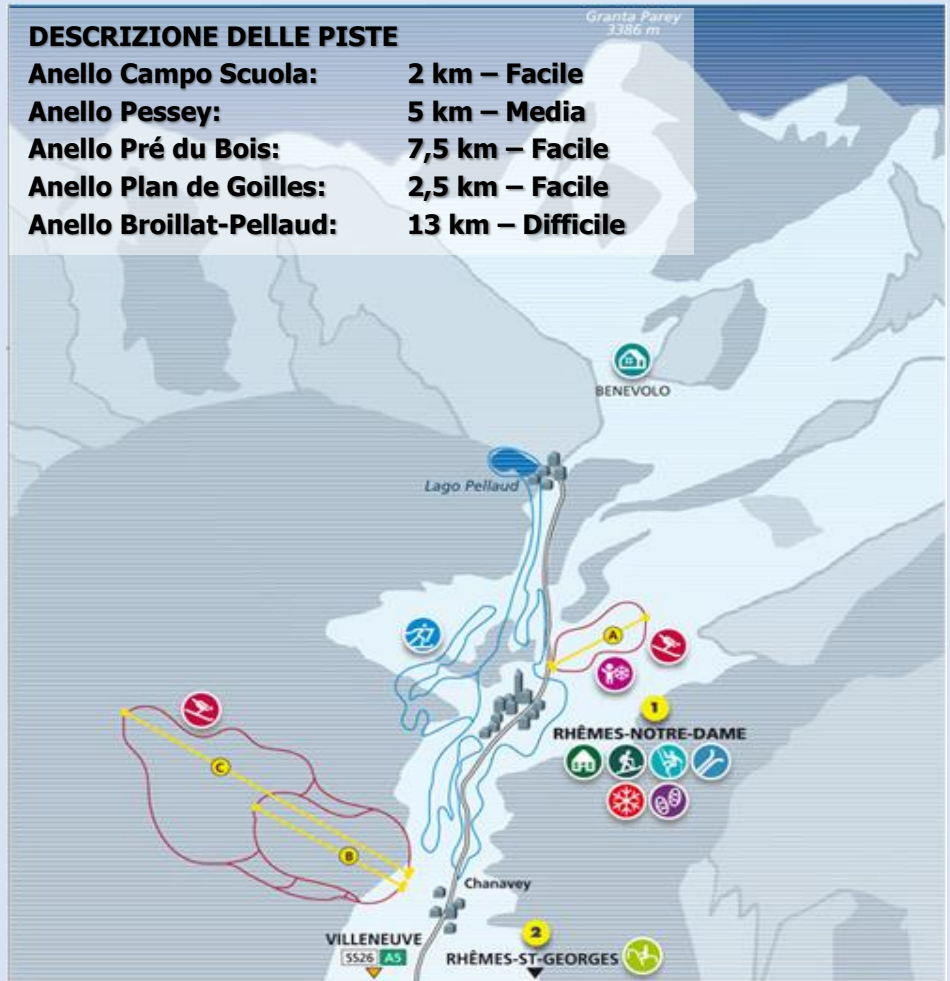 Granta Parey
3386 m
DESCRIZIONE DELLE PISTE
Anello Campo Scuola: 2 km – Facile
Anello Pessey: 5 km – Media
Anello Pré du Bois: 7,5 km – Facile
Anello Plan de Goilles: 2,5 km – Facile
Anello Broillat-Pellaud: 13 km – Difficile
BENEVOLO
Lago Pellaud
A
1
RHÊMES-NOTRE-DAME
C
B
Chanavey
VILLENEUVE
SS26 A5
2
RHÊMES-ST-GEORGES